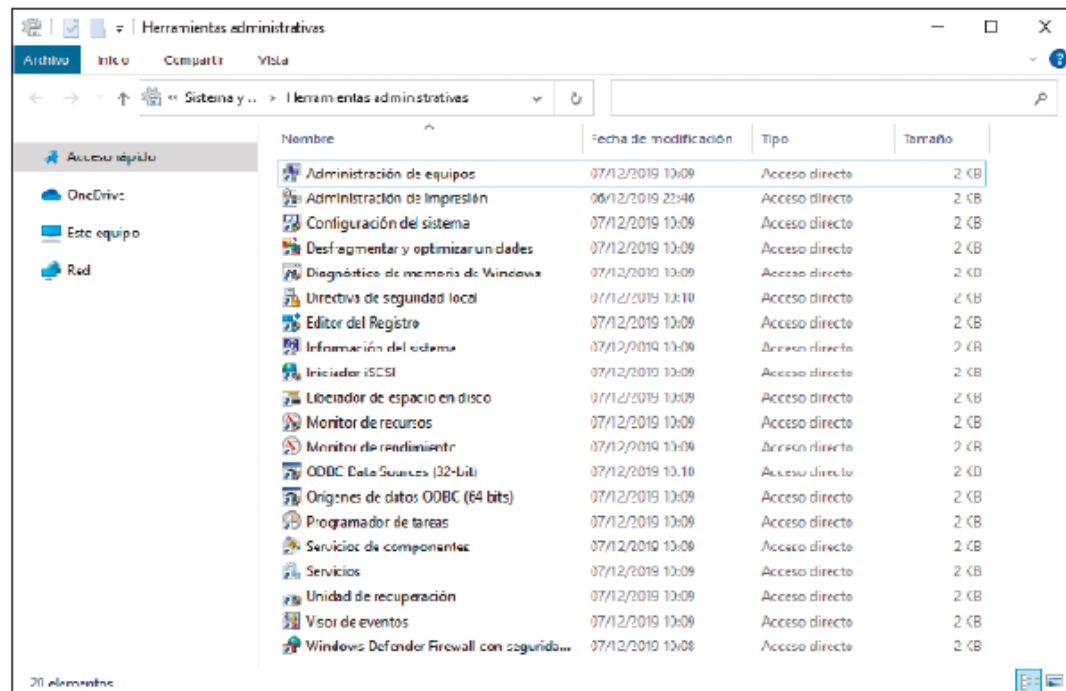 Herramientas administrativas
Archivo Inicio Compartir Vista
Sistema y ... > Herramientas administrativas
Nombre Fecha de modificación Tipo Tamaño
Acceso rápido
OneDrive
Este equipo
Red
Administración de equipos 07/12/2019 10:09 Acceso directo 2 KB
Administración de impresión 06/12/2019 22:46 Acceso directo 2 KB
Configuración del sistema 07/12/2019 10:09 Acceso directo 2 KB
Desfragmentar y optimizar unidades 07/12/2019 10:09 Acceso directo 2 KB
Diagnóstico de memoria de Windows 07/12/2019 10:09 Acceso directo 2 KB
Directiva de seguridad local 07/12/2019 10:10 Acceso directo 2 KB
Editor del Registro 07/12/2019 10:09 Acceso directo 2 KB
Información del sistema 07/12/2019 10:09 Acceso directo 2 KB
Iniciador iSCSI 07/12/2019 10:09 Acceso directo 2 KB
Liberador de espacio en disco 07/12/2019 10:09 Acceso directo 2 KB
Monitor de recursos 07/12/2019 10:09 Acceso directo 2 KB
Monitor de rendimiento 07/12/2019 10:09 Acceso directo 2 KB
ODBC Data Sources (32-bit) 07/12/2019 10:10 Acceso directo 2 KB
Orígenes de datos ODBC (64 bits) 07/12/2019 10:09 Acceso directo 2 KB
Programador de tareas 07/12/2019 10:09 Acceso directo 2 KB
Servicios de componentes 07/12/2019 10:09 Acceso directo 2 KB
Servicios 07/12/2019 10:09 Acceso directo 2 KB
Unidad de recuperación 07/12/2019 10:09 Acceso directo 2 KB
Visor de eventos 07/12/2019 10:09 Acceso directo 2 KB
Windows Defender Firewall con segurida... 07/12/2019 10:08 Acceso directo 2 KB
20 elementos